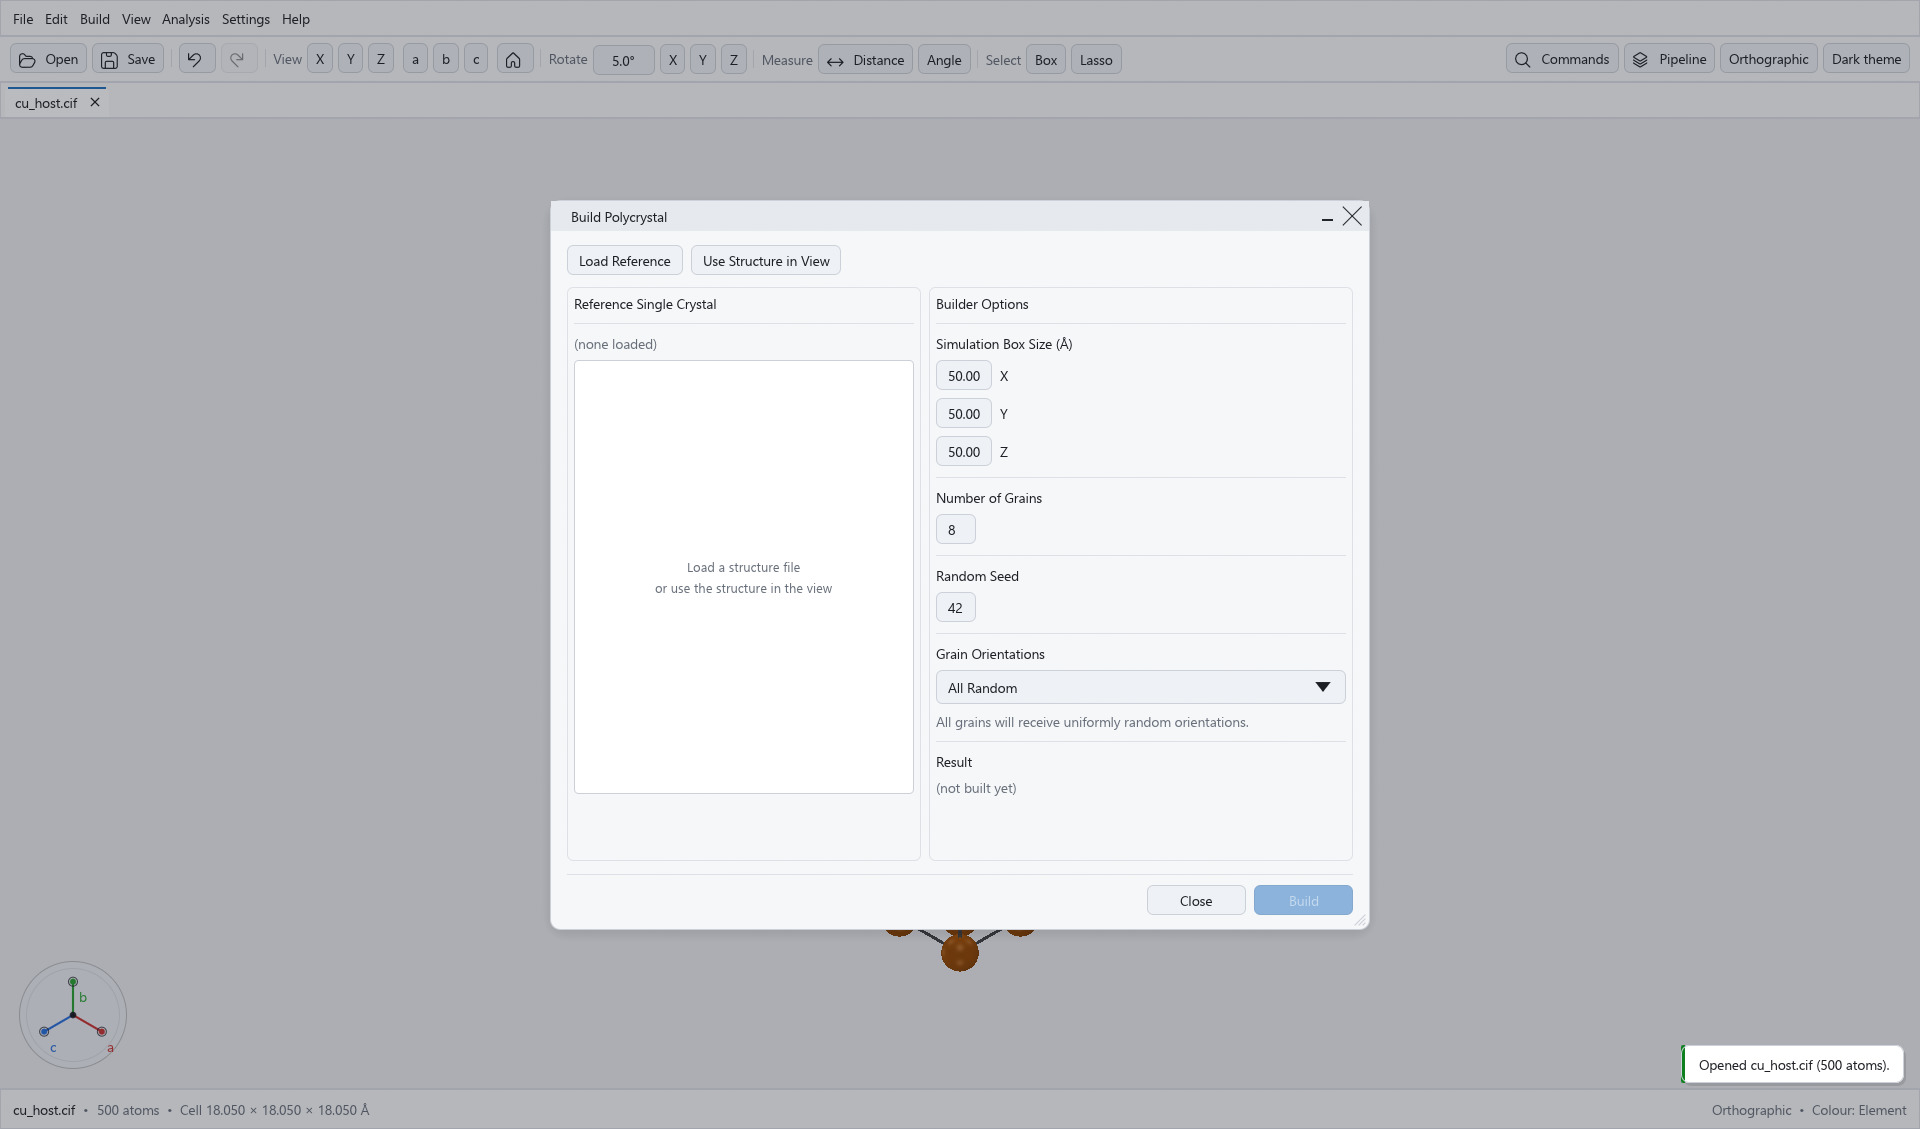 File Edit Build View Analysis Settings Help
Open Save View X Y Z a b c Rotate 5.0° X Y Z Measure Distance Angle Select Box Lasso Commands Pipeline Orthographic Dark theme
cu_host.cif
Build Polycrystal
Load Reference Use Structure in View
Reference Single Crystal
(none loaded)
Load a structure file
or use the structure in the view
Builder Options
Simulation Box Size (Å)
50.00 X
50.00 Y
50.00 Z
Number of Grains
8
Random Seed
42
Grain Orientations
All Random
All grains will receive uniformly random orientations.
Result
(not built yet)
Close Build
b
c a
Opened cu_host.cif (500 atoms).
cu_host.cif • 500 atoms • Cell 18.050 × 18.050 × 18.050 Å
Orthographic • Colour: Element